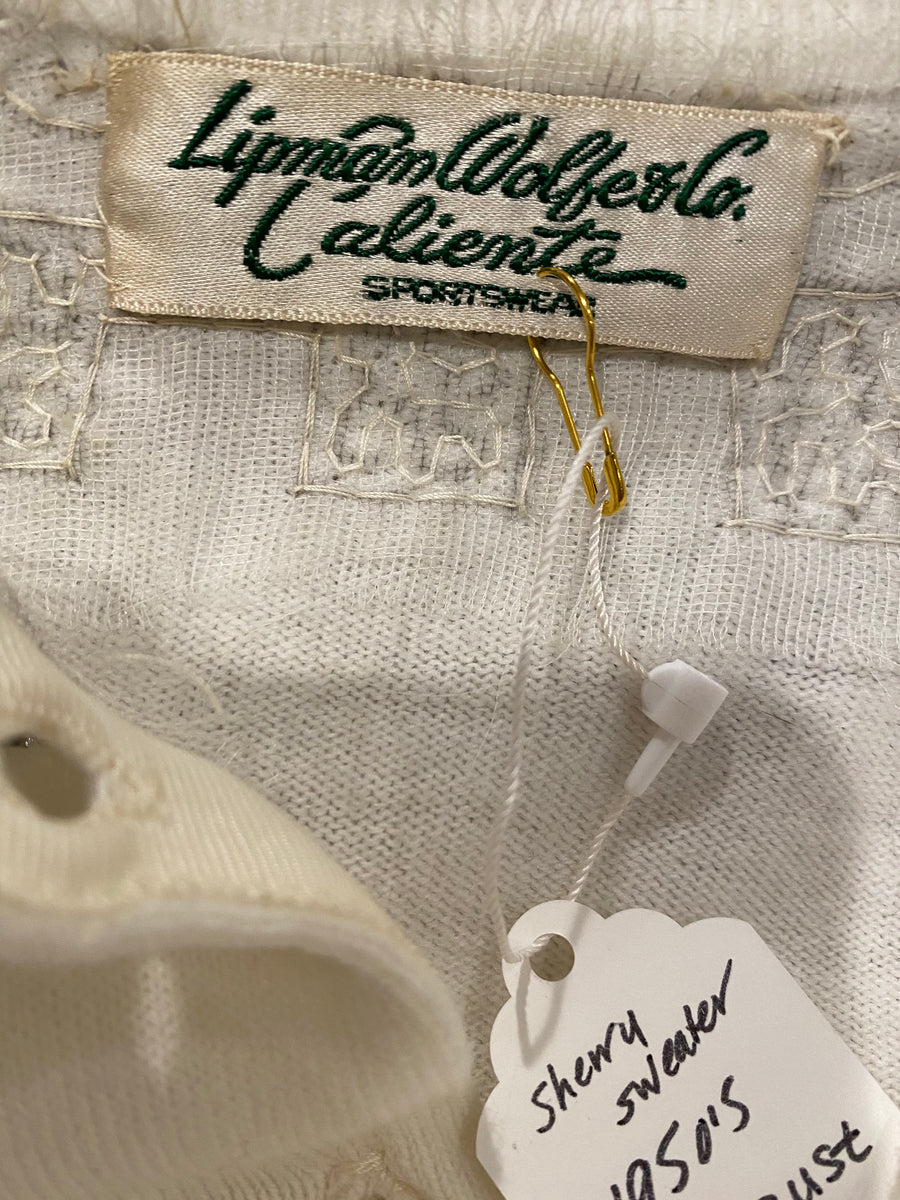 Lipman Wolfe & Co.
Caliente
SPORTSWEAR
Sherry
sweater
1950's